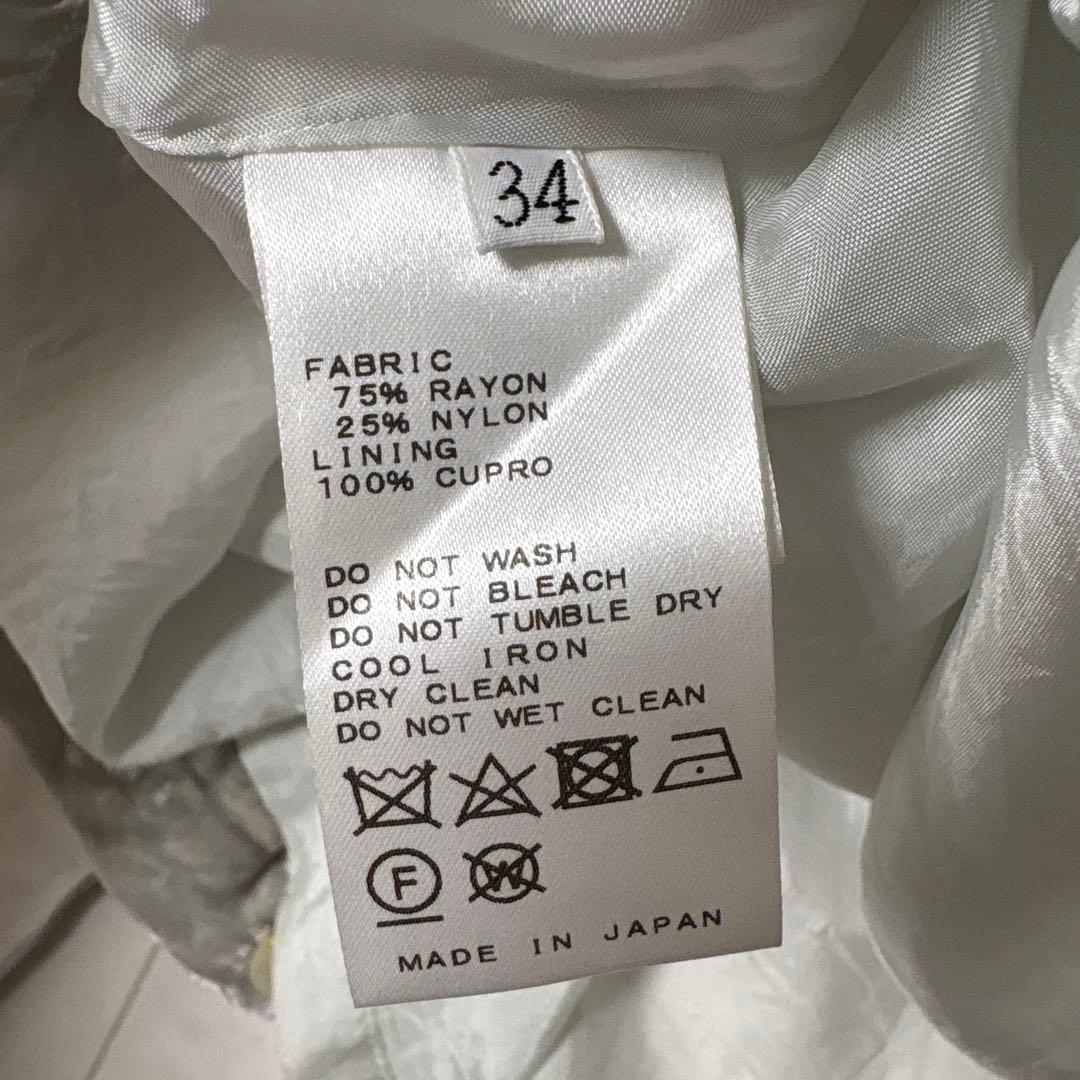 34
FABRIC
75% RAYON
25% NYLON
LINING
100% CUPRO
DO NOT WASH
DO NOT BLEACH
DO NOT TUMBLE DRY
COOL IRON
DRY CLEAN
DO NOT WET CLEAN
F W
MADE IN JAPAN